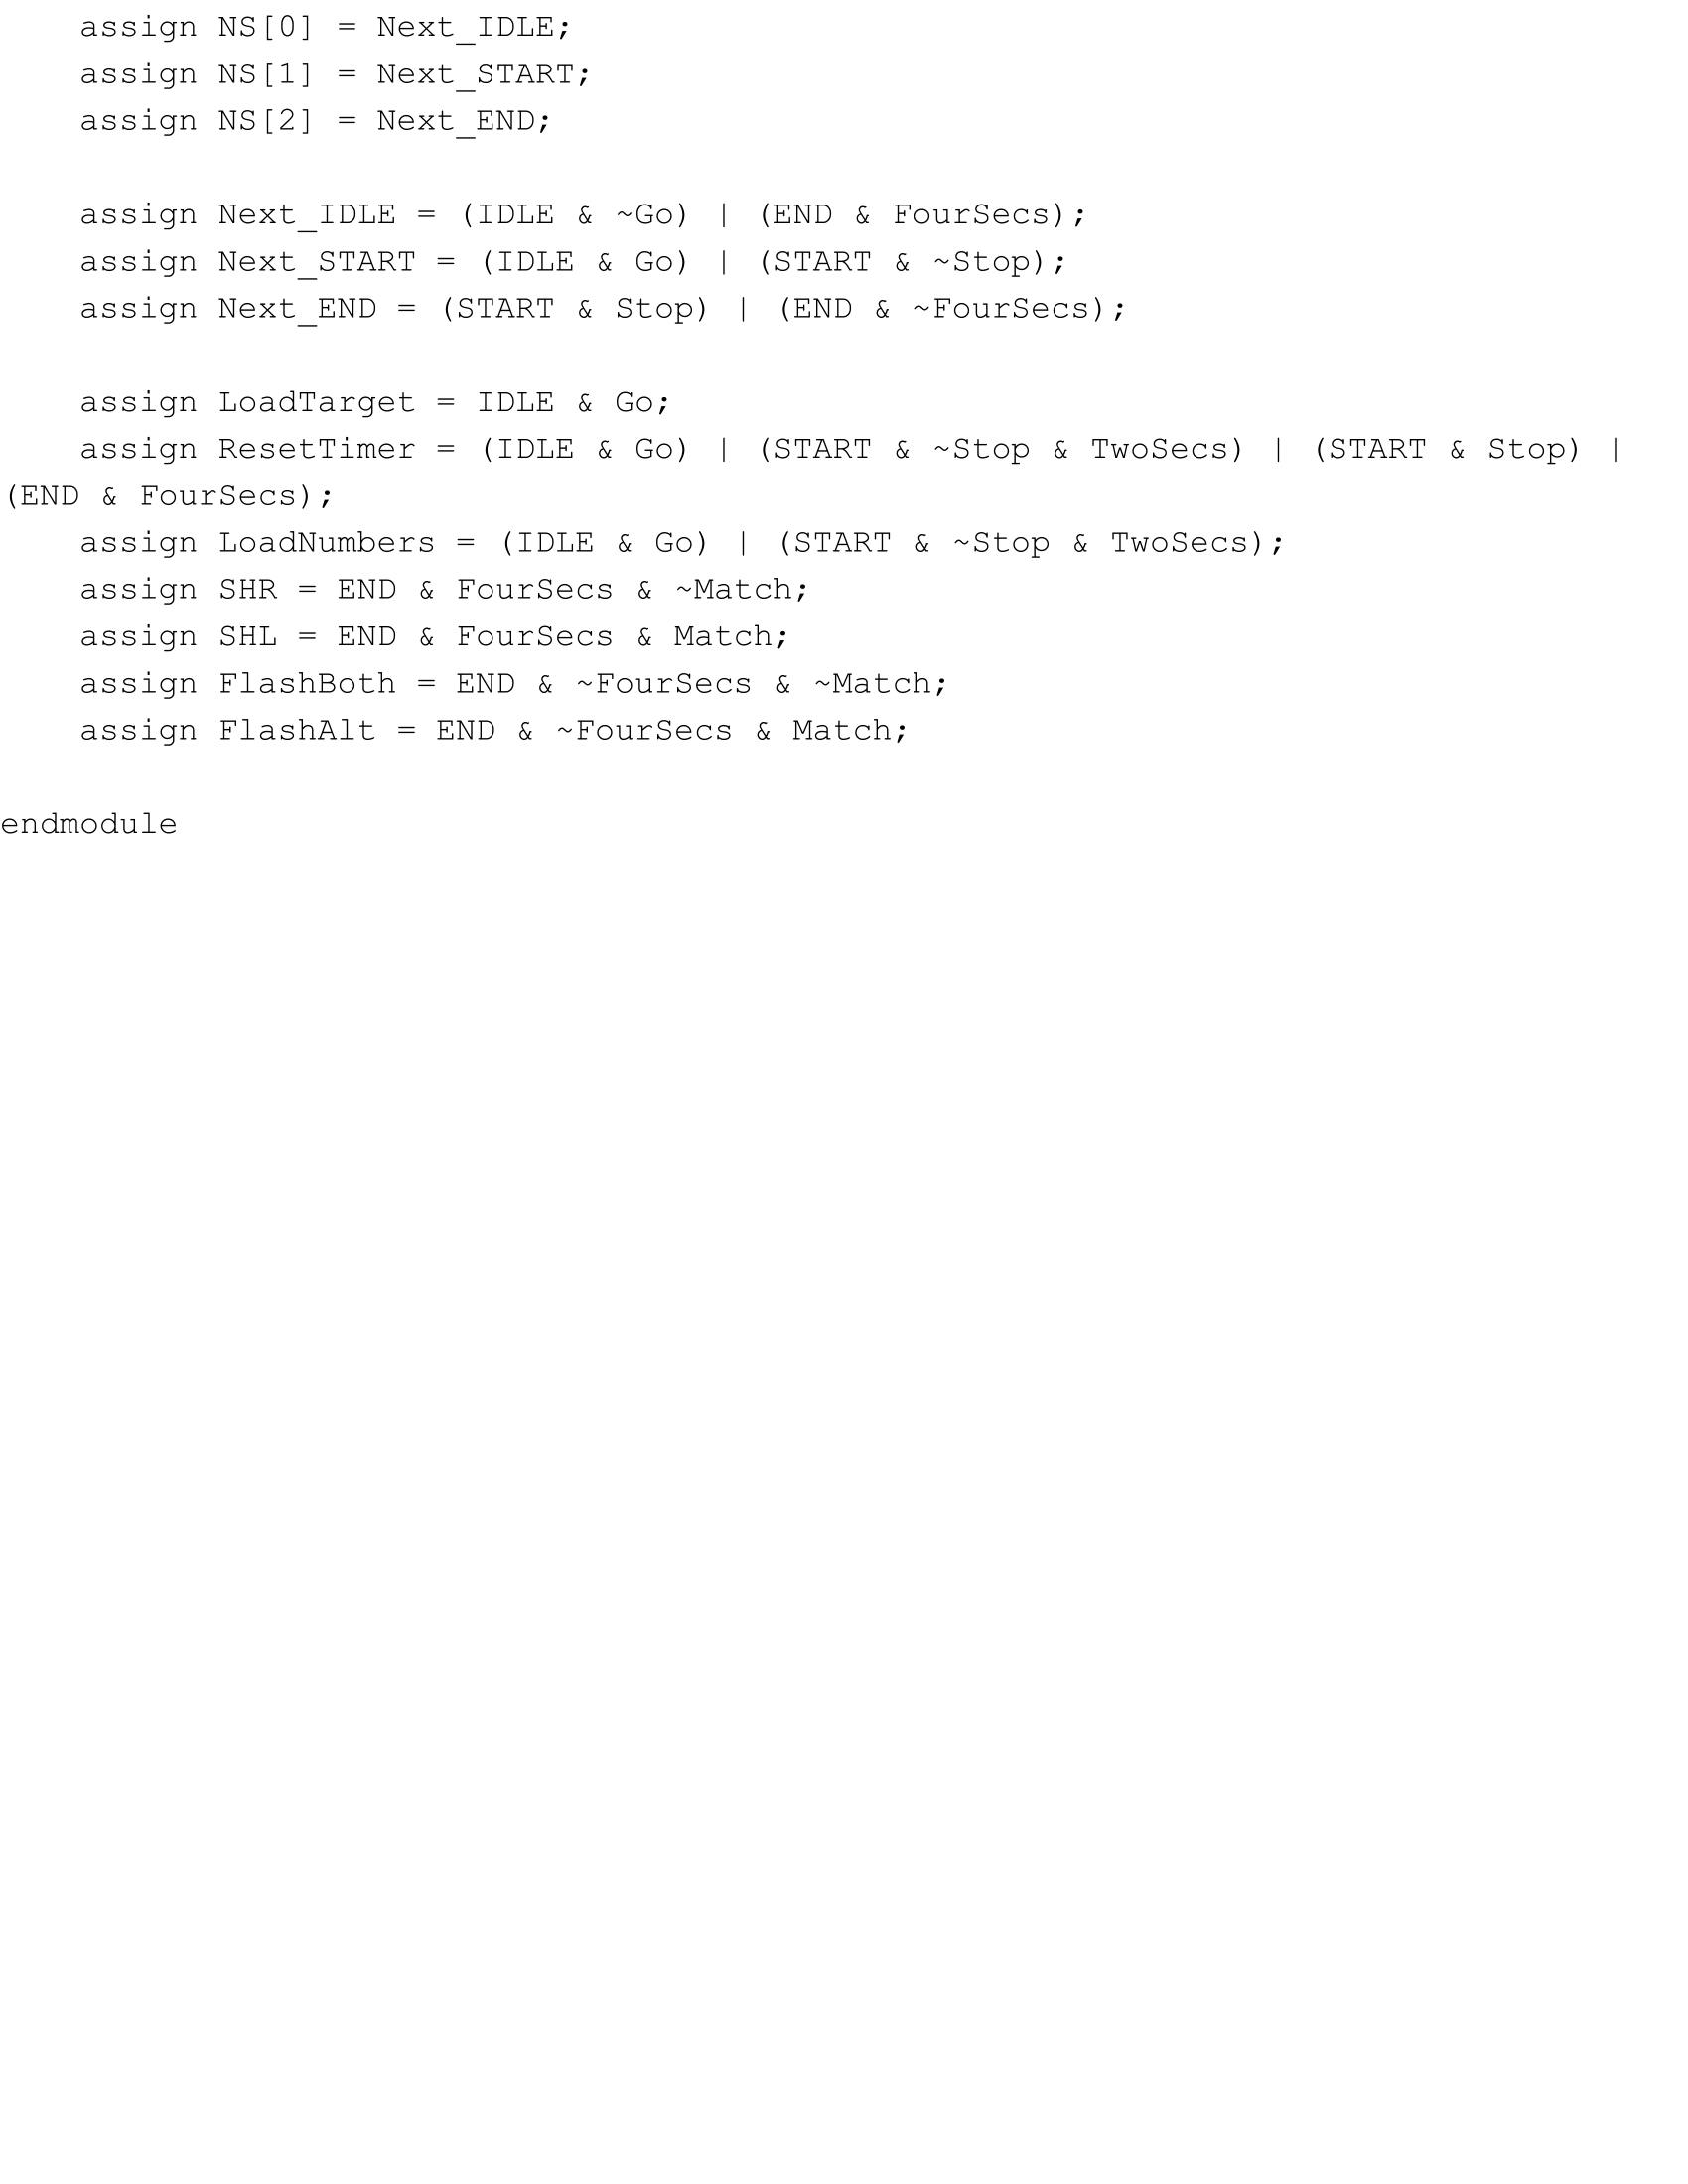 assign NS[0] = Next_IDLE;
    assign NS[1] = Next_START;
    assign NS[2] = Next_END;

    assign Next_IDLE = (IDLE & ~Go) | (END & FourSecs);
    assign Next_START = (IDLE & Go) | (START & ~Stop);
    assign Next_END = (START & Stop) | (END & ~FourSecs);

    assign LoadTarget = IDLE & Go;
    assign ResetTimer = (IDLE & Go) | (START & ~Stop & TwoSecs) | (START & Stop) |
(END & FourSecs);
    assign LoadNumbers = (IDLE & Go) | (START & ~Stop & TwoSecs);
    assign SHR = END & FourSecs & ~Match;
    assign SHL = END & FourSecs & Match;
    assign FlashBoth = END & ~FourSecs & ~Match;
    assign FlashAlt = END & ~FourSecs & Match;

endmodule